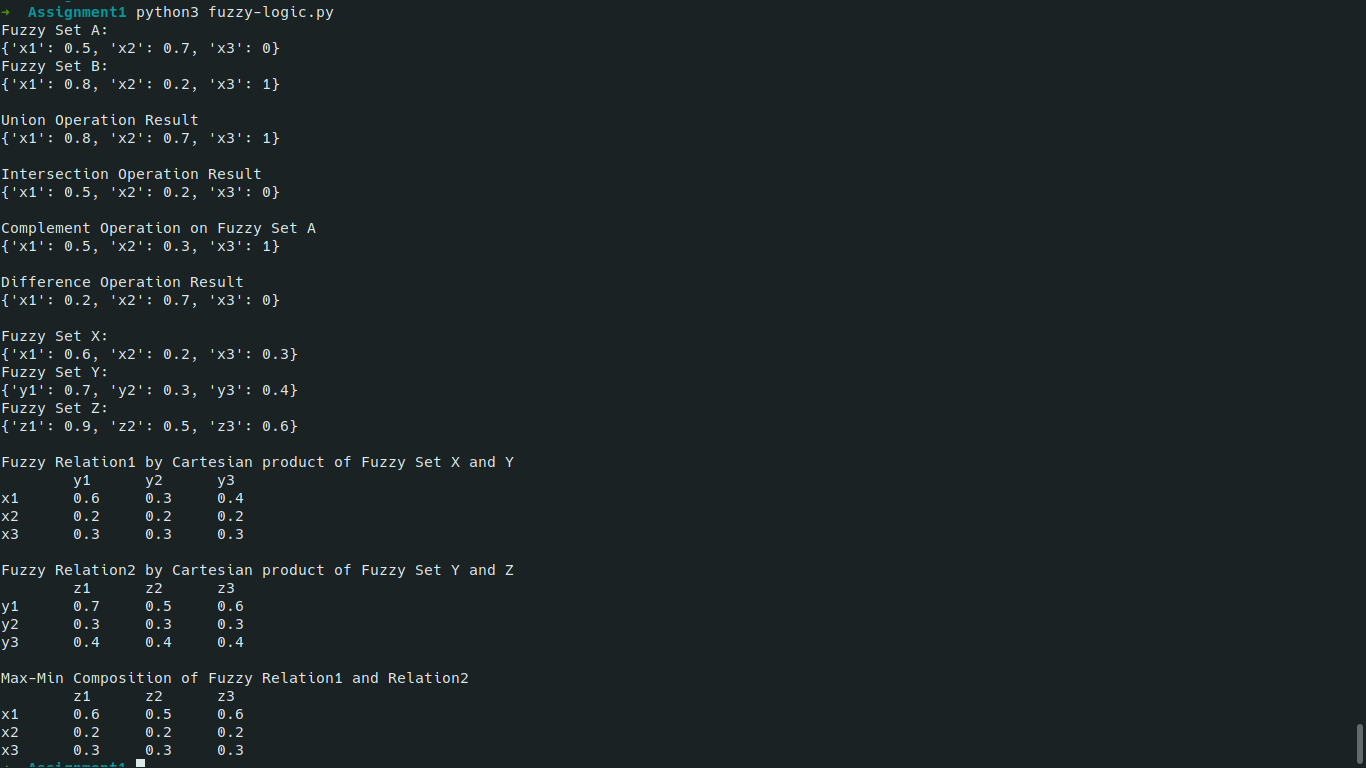 ➜  Assignment1 python3 fuzzy-logic.py
Fuzzy Set A:
{'x1': 0.5, 'x2': 0.7, 'x3': 0}
Fuzzy Set B:
{'x1': 0.8, 'x2': 0.2, 'x3': 1}

Union Operation Result
{'x1': 0.8, 'x2': 0.7, 'x3': 1}

Intersection Operation Result
{'x1': 0.5, 'x2': 0.2, 'x3': 0}

Complement Operation on Fuzzy Set A
{'x1': 0.5, 'x2': 0.3, 'x3': 1}

Difference Operation Result
{'x1': 0.2, 'x2': 0.7, 'x3': 0}

Fuzzy Set X:
{'x1': 0.6, 'x2': 0.2, 'x3': 0.3}
Fuzzy Set Y:
{'y1': 0.7, 'y2': 0.3, 'y3': 0.4}
Fuzzy Set Z:
{'z1': 0.9, 'z2': 0.5, 'z3': 0.6}

Fuzzy Relation1 by Cartesian product of Fuzzy Set X and Y
        y1      y2      y3
x1      0.6     0.3     0.4
x2      0.2     0.2     0.2
x3      0.3     0.3     0.3

Fuzzy Relation2 by Cartesian product of Fuzzy Set Y and Z
        z1      z2      z3
y1      0.7     0.5     0.6
y2      0.3     0.3     0.3
y3      0.4     0.4     0.4

Max-Min Composition of Fuzzy Relation1 and Relation2
        z1      z2      z3
x1      0.6     0.5     0.6
x2      0.2     0.2     0.2
x3      0.3     0.3     0.3
➜  Assignment1